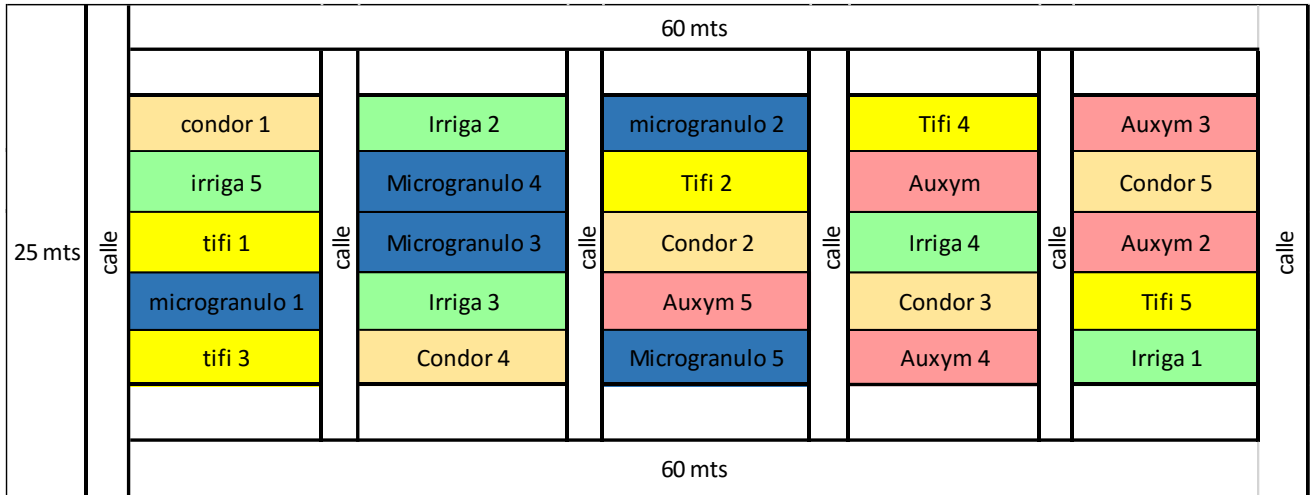 60 mts
condor 1
Irriga 2
microgranulo 2
Tifi 4
Auxym 3
irriga 5
Microgranulo 4
Tifi 2
Auxym
Condor 5
25 mts
calle
tifi 1
calle
Microgranulo 3
calle
Condor 2
calle
Irriga 4
calle
Auxym 2
calle
microgranulo 1
Irriga 3
Auxym 5
Condor 3
Tifi 5
tifi 3
Condor 4
Microgranulo 5
Auxym 4
Irriga 1
60 mts